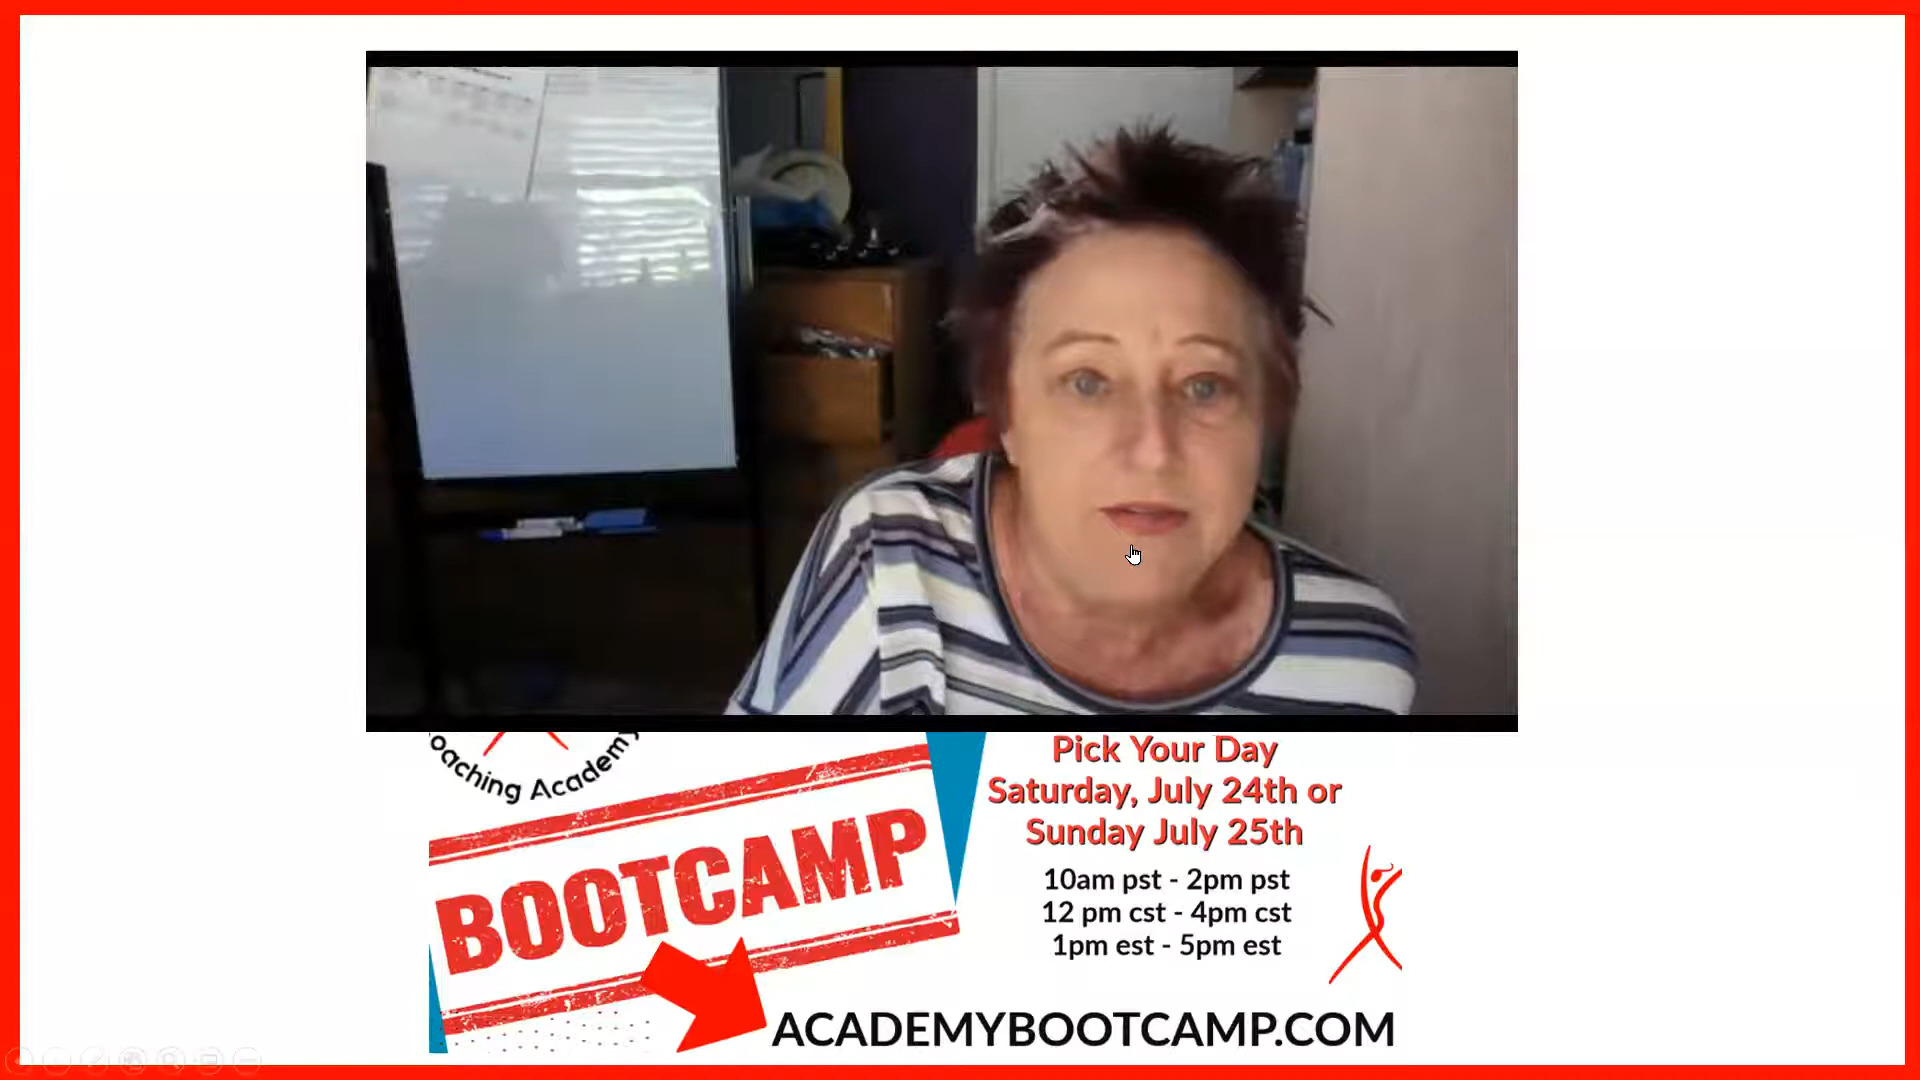 oaching Academy
BOOTCAMP
Pick Your Day
Saturday, July 24th or
Sunday July 25th
10am pst - 2pm pst
12 pm cst - 4pm cst
1pm est - 5pm est
ACADEMYBOOTCAMP.COM